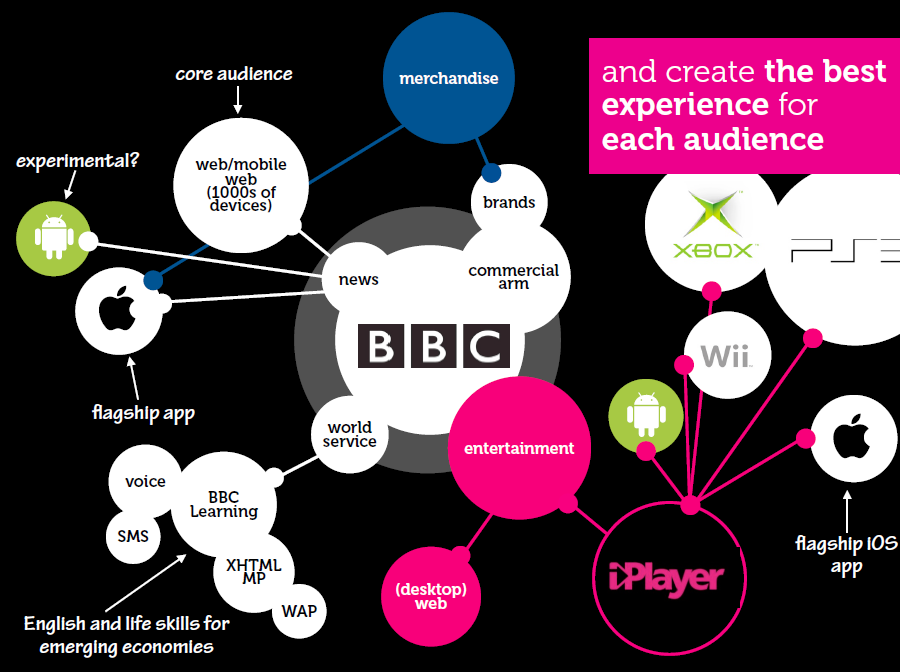 and create the best
experience for
each audience
merchandise
core audience
web/mobile
web
(1000s of
devices)
experimental?
brands
news
commercial
arm
XBOX
PS3
BBC
Wii
flagship app
world
service
entertainment
voice
BBC
Learning
SMS
XHTML
MP
WAP
English and life skills for
emerging economies
(desktop)
web
iPlayer
flagship iOS
app